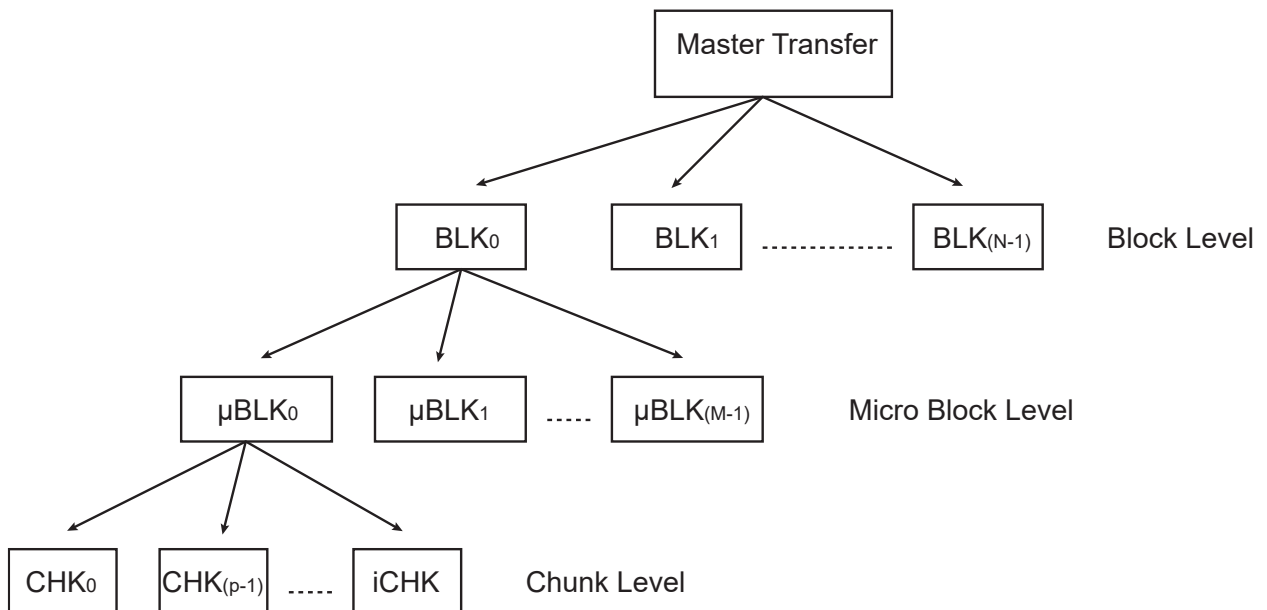 Master Transfer
BLK0 BLK1 BLK(N-1) Block Level
µBLK0 µBLK1 µBLK(M-1) Micro Block Level
CHK0 CHK(p-1) iCHK Chunk Level